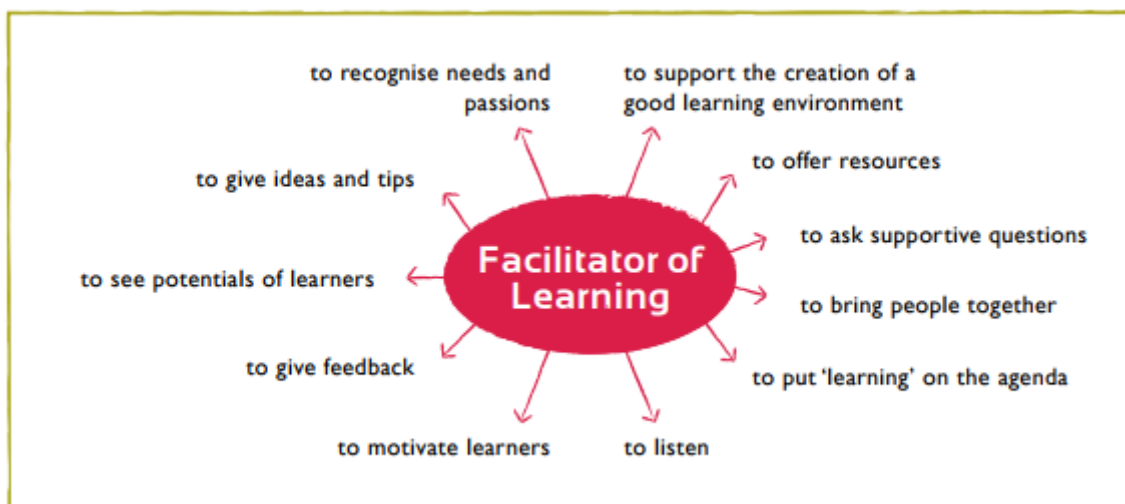 to recognise needs and
passions
to support the creation of a
good learning environment
to give ideas and tips
to offer resources
to ask supportive questions
Facilitator of
Learning
to see potentials of learners
to bring people together
to give feedback
to put ‘learning’ on the agenda
to motivate learners
to listen